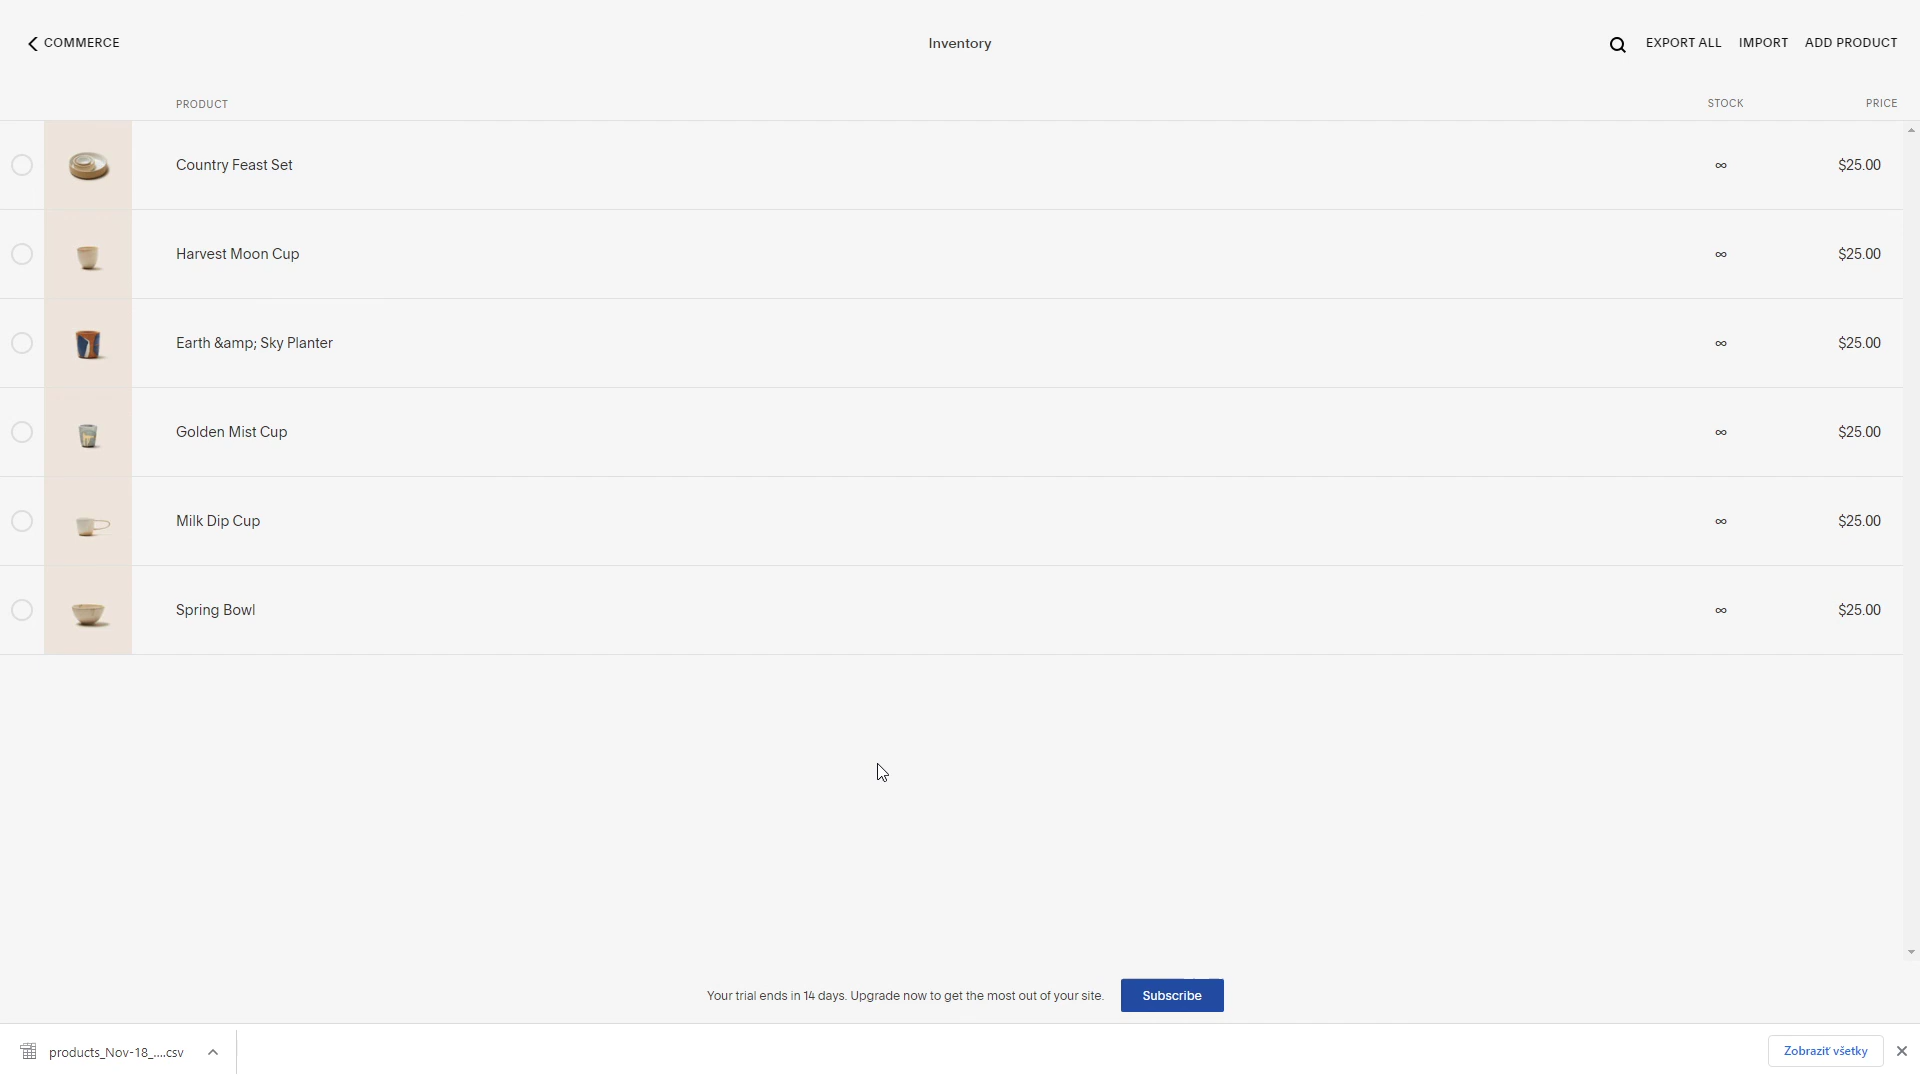 COMMERCE
Inventory
EXPORT ALL IMPORT ADD PRODUCT
PRODUCT STOCK PRICE
Country Feast Set ∞ $25.00
Harvest Moon Cup ∞ $25.00
Earth &amp; Sky Planter ∞ $25.00
Golden Mist Cup ∞ $25.00
Milk Dip Cup ∞ $25.00
Spring Bowl ∞ $25.00
Your trial ends in 14 days. Upgrade now to get the most out of your site. Subscribe
products_Nov-18_....csv Zobraziť všetky